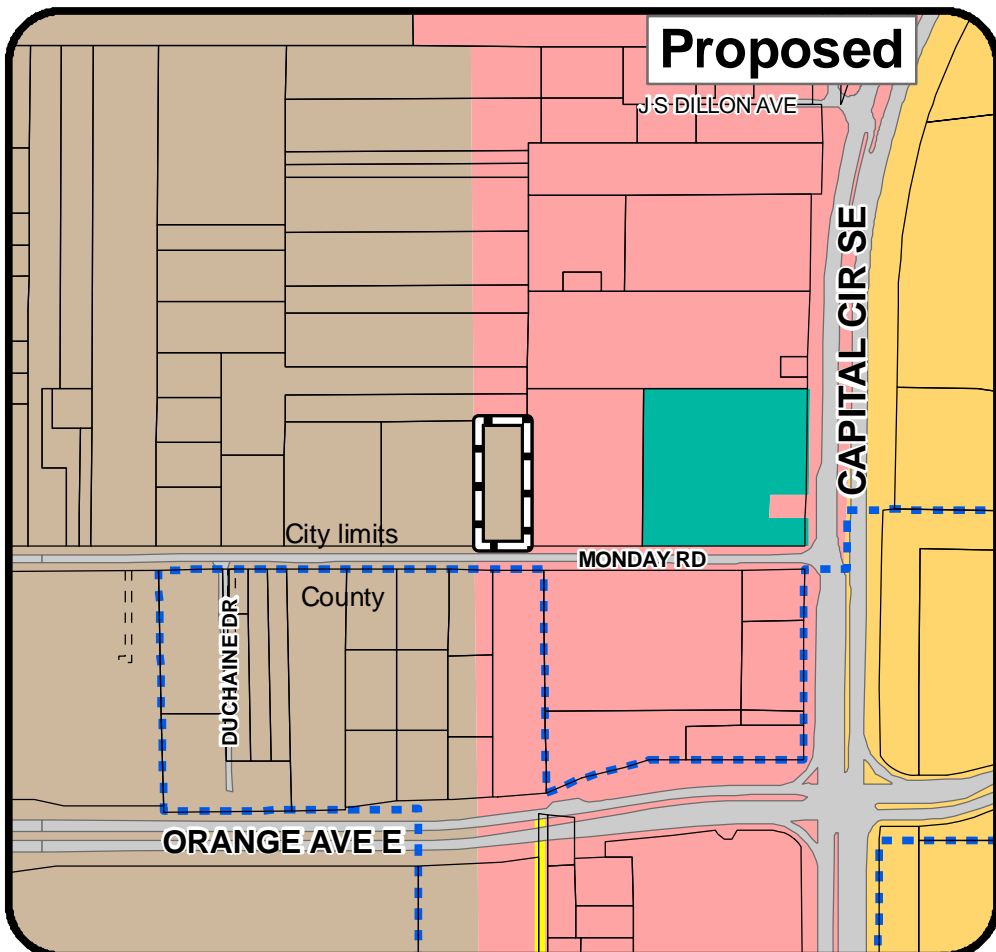 Proposed
J S DILLON AVE
CAPITAL CIR SE
City limits
MONDAY RD
County
DUCHAINE DR
ORANGE AVE E